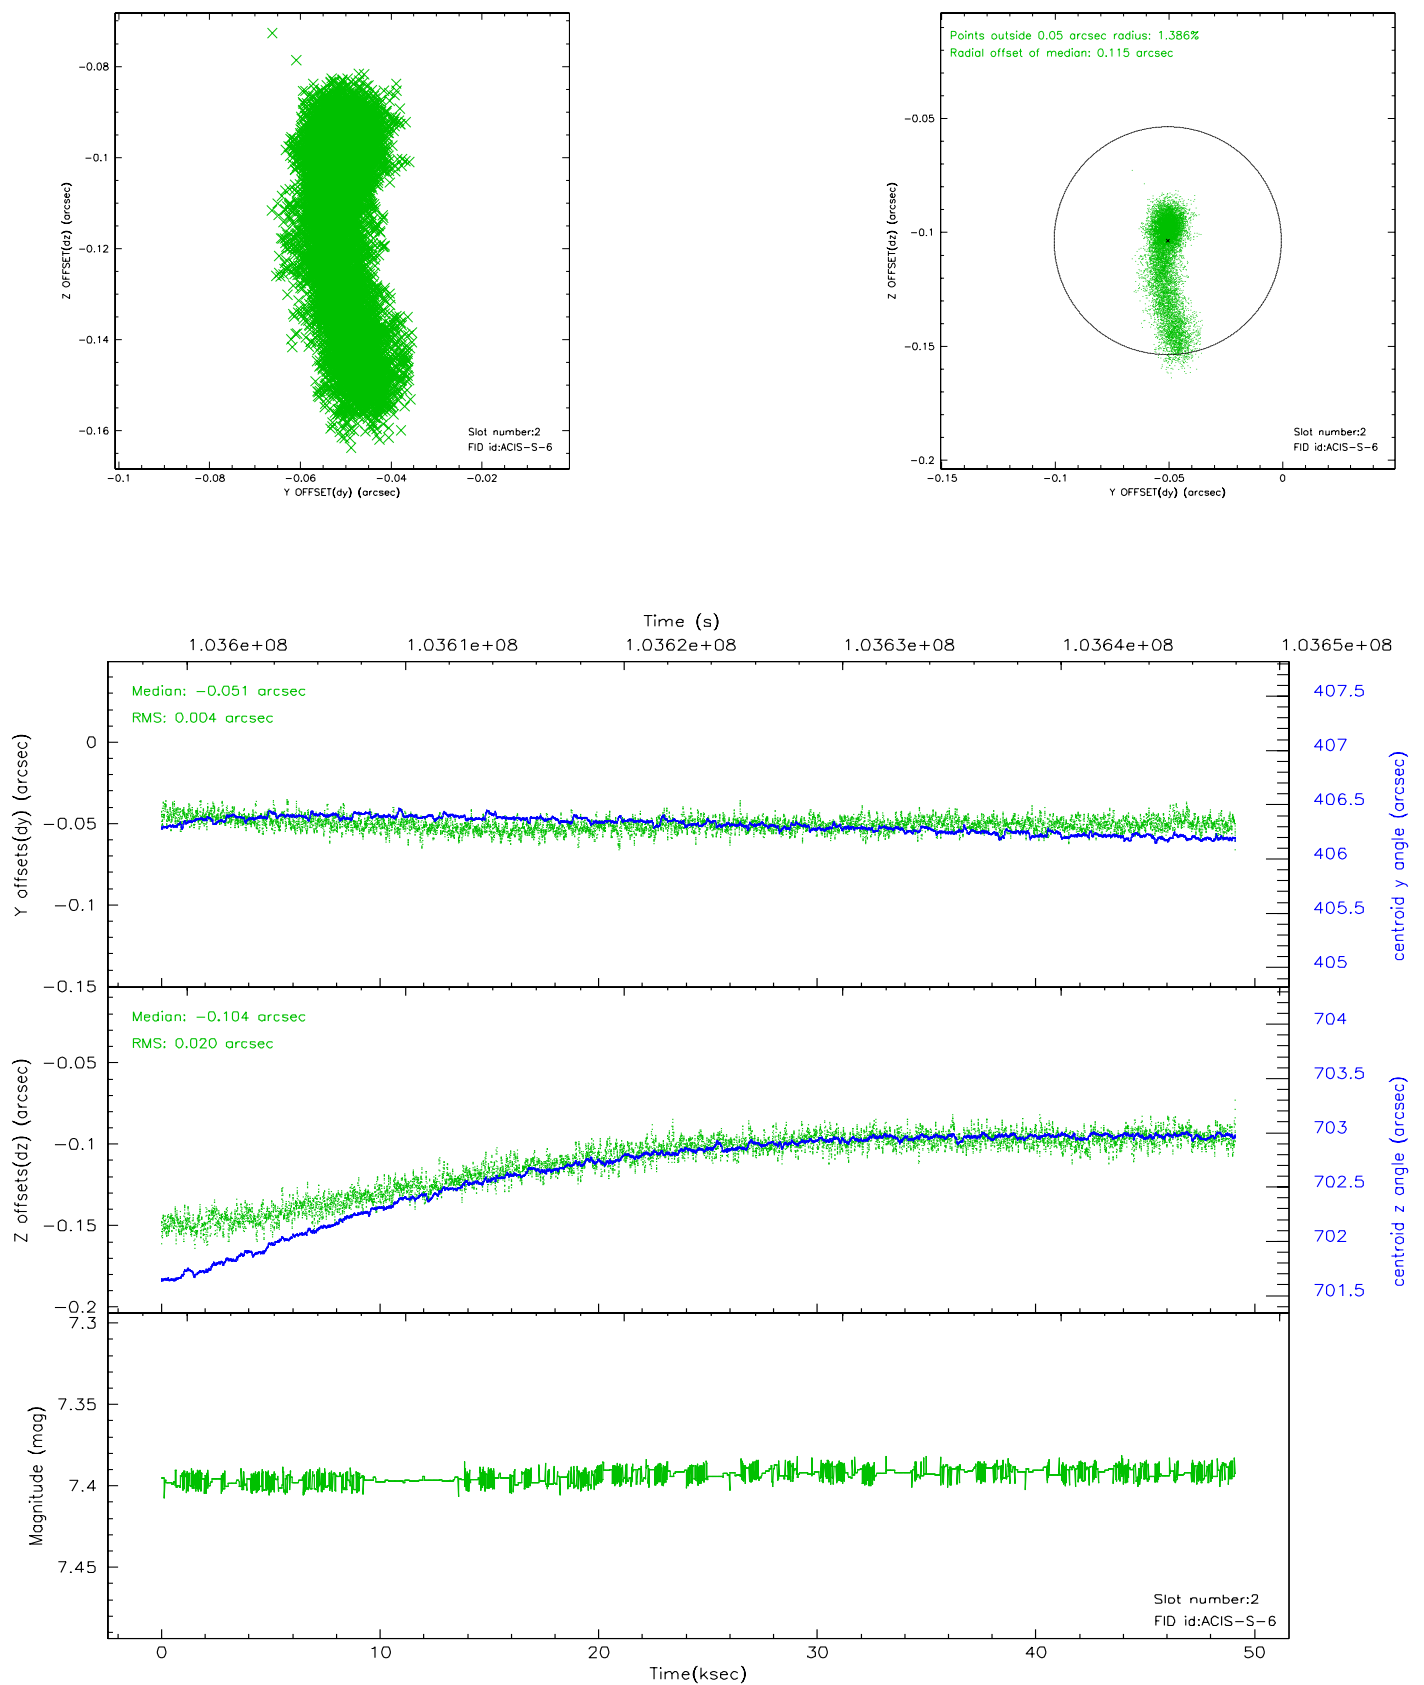 -0.08
-0.1
-0.12
-0.14
-0.16
Z OFFSET(dz) (arcsec)
Slot number:2
FID id:ACIS-S-6
-0.1
-0.08
-0.06
-0.04
-0.02
Y OFFSET(dy) (arcsec)
Points outside 0.05 arcsec radius: 1.386%
Radial offset of median: 0.115 arcsec
-0.05
-0.1
-0.15
-0.2
Z OFFSET(dz) (arcsec)
Slot number:2
FID id:ACIS-S-6
-0.15
-0.1
-0.05
0
Y OFFSET(dy) (arcsec)
Time (s)
1.036e+08
1.0361e+08
1.0362e+08
1.0363e+08
1.0364e+08
1.0365e+08
Median: -0.051 arcsec
RMS: 0.004 arcsec
0
-0.05
-0.1
-0.15
Y offsets(dy) (arcsec)
407.5
407
406.5
406
405.5
405
centroid y angle (arcsec)
Median: -0.104 arcsec
RMS: 0.020 arcsec
-0.05
-0.1
-0.15
-0.2
Z offsets(dz) (arcsec)
704
703.5
703
702.5
702
701.5
centroid z angle (arcsec)
7.3
7.35
7.4
7.45
Magnitude (mag)
Slot number:2
FID id:ACIS-S-6
0
10
20
30
40
50
Time(ksec)